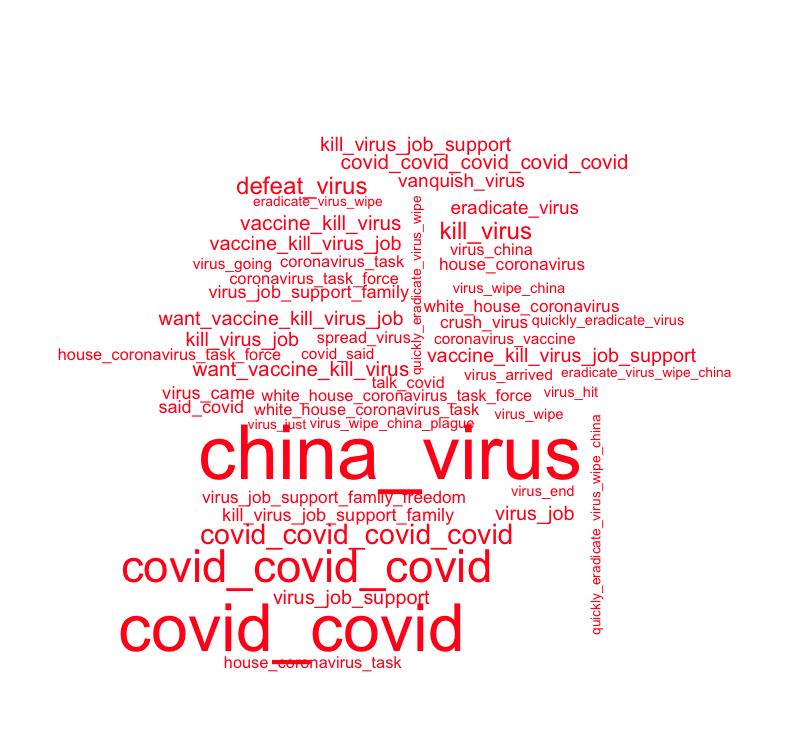 kill_virus_job_support
covid_covid_covid_covid_covid
defeat_virus
vanquish_virus
eradicate_virus_wipe
eradicate_virus
vaccine_kill_virus
kill_virus
vaccine_kill_virus_job
virus_china
virus_going
coronavirus_task
house_coronavirus
coronavirus_task_force
quickly_eradicate_virus_wipe
virus_job_support_family
virus_wipe_china
white_house_coronavirus
want_vaccine_kill_virus_job
crush_virus
quickly_eradicate_virus
kill_virus_job
spread_virus
coronavirus_vaccine
house_coronavirus_task_force
covid_said
vaccine_kill_virus_job_support
want_vaccine_kill_virus
virus_arrived
eradicate_virus_wipe_china
talk_covid
virus_came
white_house_coronavirus_task_force
virus_hit
said_covid
white_house_coronavirus_task
virus_wipe
virus_just
virus_wipe_china_plague
china_virus
quickly_eradicate_virus_wipe_china
virus_end
virus_job_support_family_freedom
kill_virus_job_support_family
virus_job
covid_covid_covid_covid
covid_covid_covid
virus_job_support
covid_covid
house_coronavirus_task